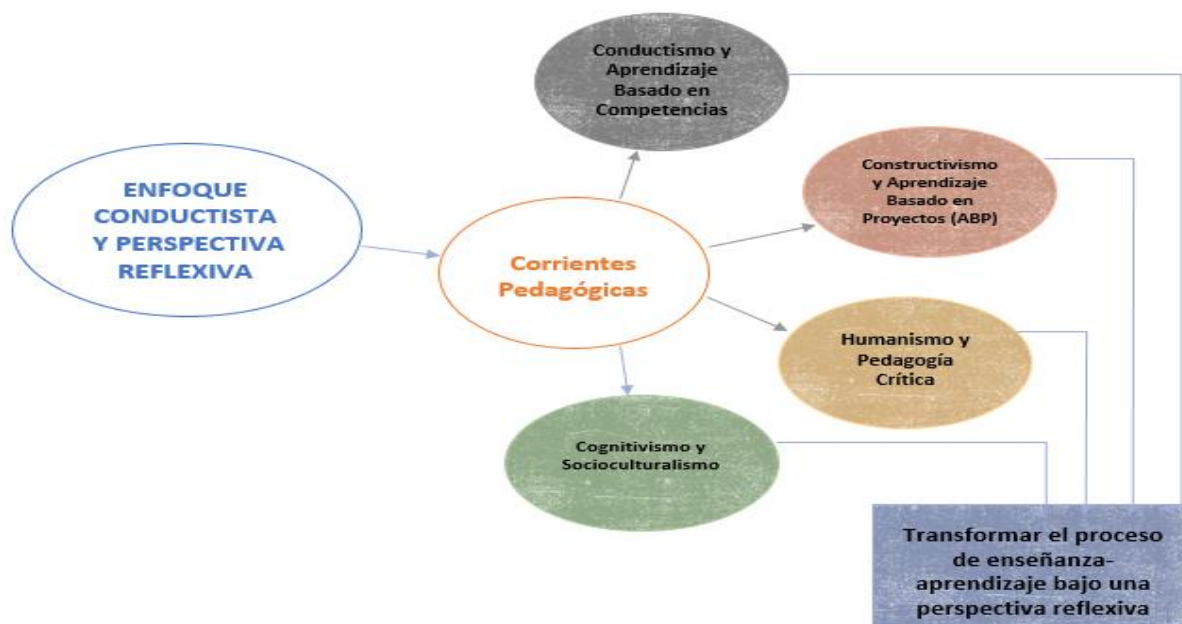 Conductismo y
Aprendizaje
Basado en
Competencias
ENFOQUE
CONDUCTISTA
Y PERSPECTIVA
REFLEXIVA
Corrientes
Pedagógicas
Constructivismo
y Aprendizaje
Basado en
Proyectos (ABP)
Humanismo y
Pedagogía
Crítica
Cognitivismo y
Socioculturalismo
Transformar el proceso
de enseñanza-
aprendizaje bajo una
perspectiva reflexiva